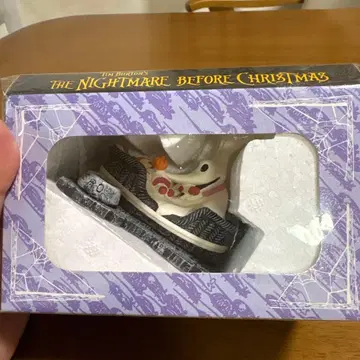 TIM BURTON'S
THE NIGHTMARE BEFORE CHRISTMAS